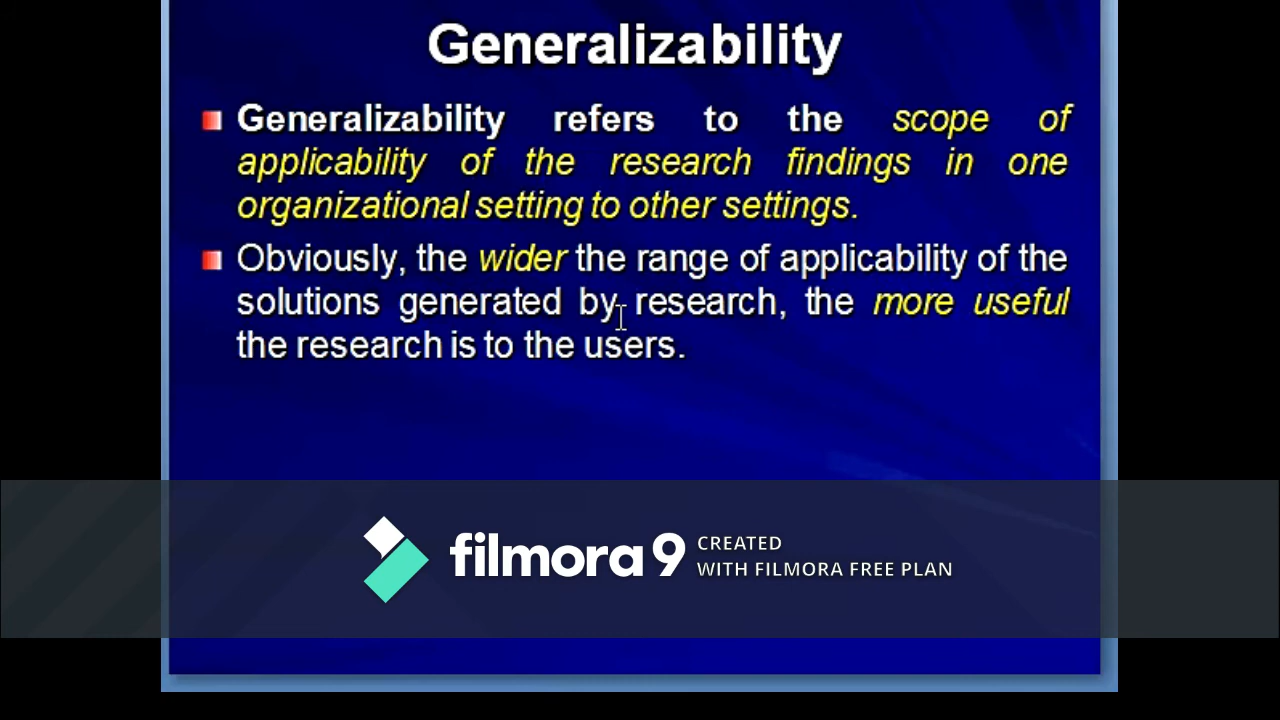 Generalizability
Generalizability refers to the scope of
applicability of the research findings in one
organizational setting to other settings.
Obviously, the wider the range of applicability of the
solutions generated by research, the more useful
the research is to the users.
filmora 9
CREATED
WITH FILMORA FREE PLAN